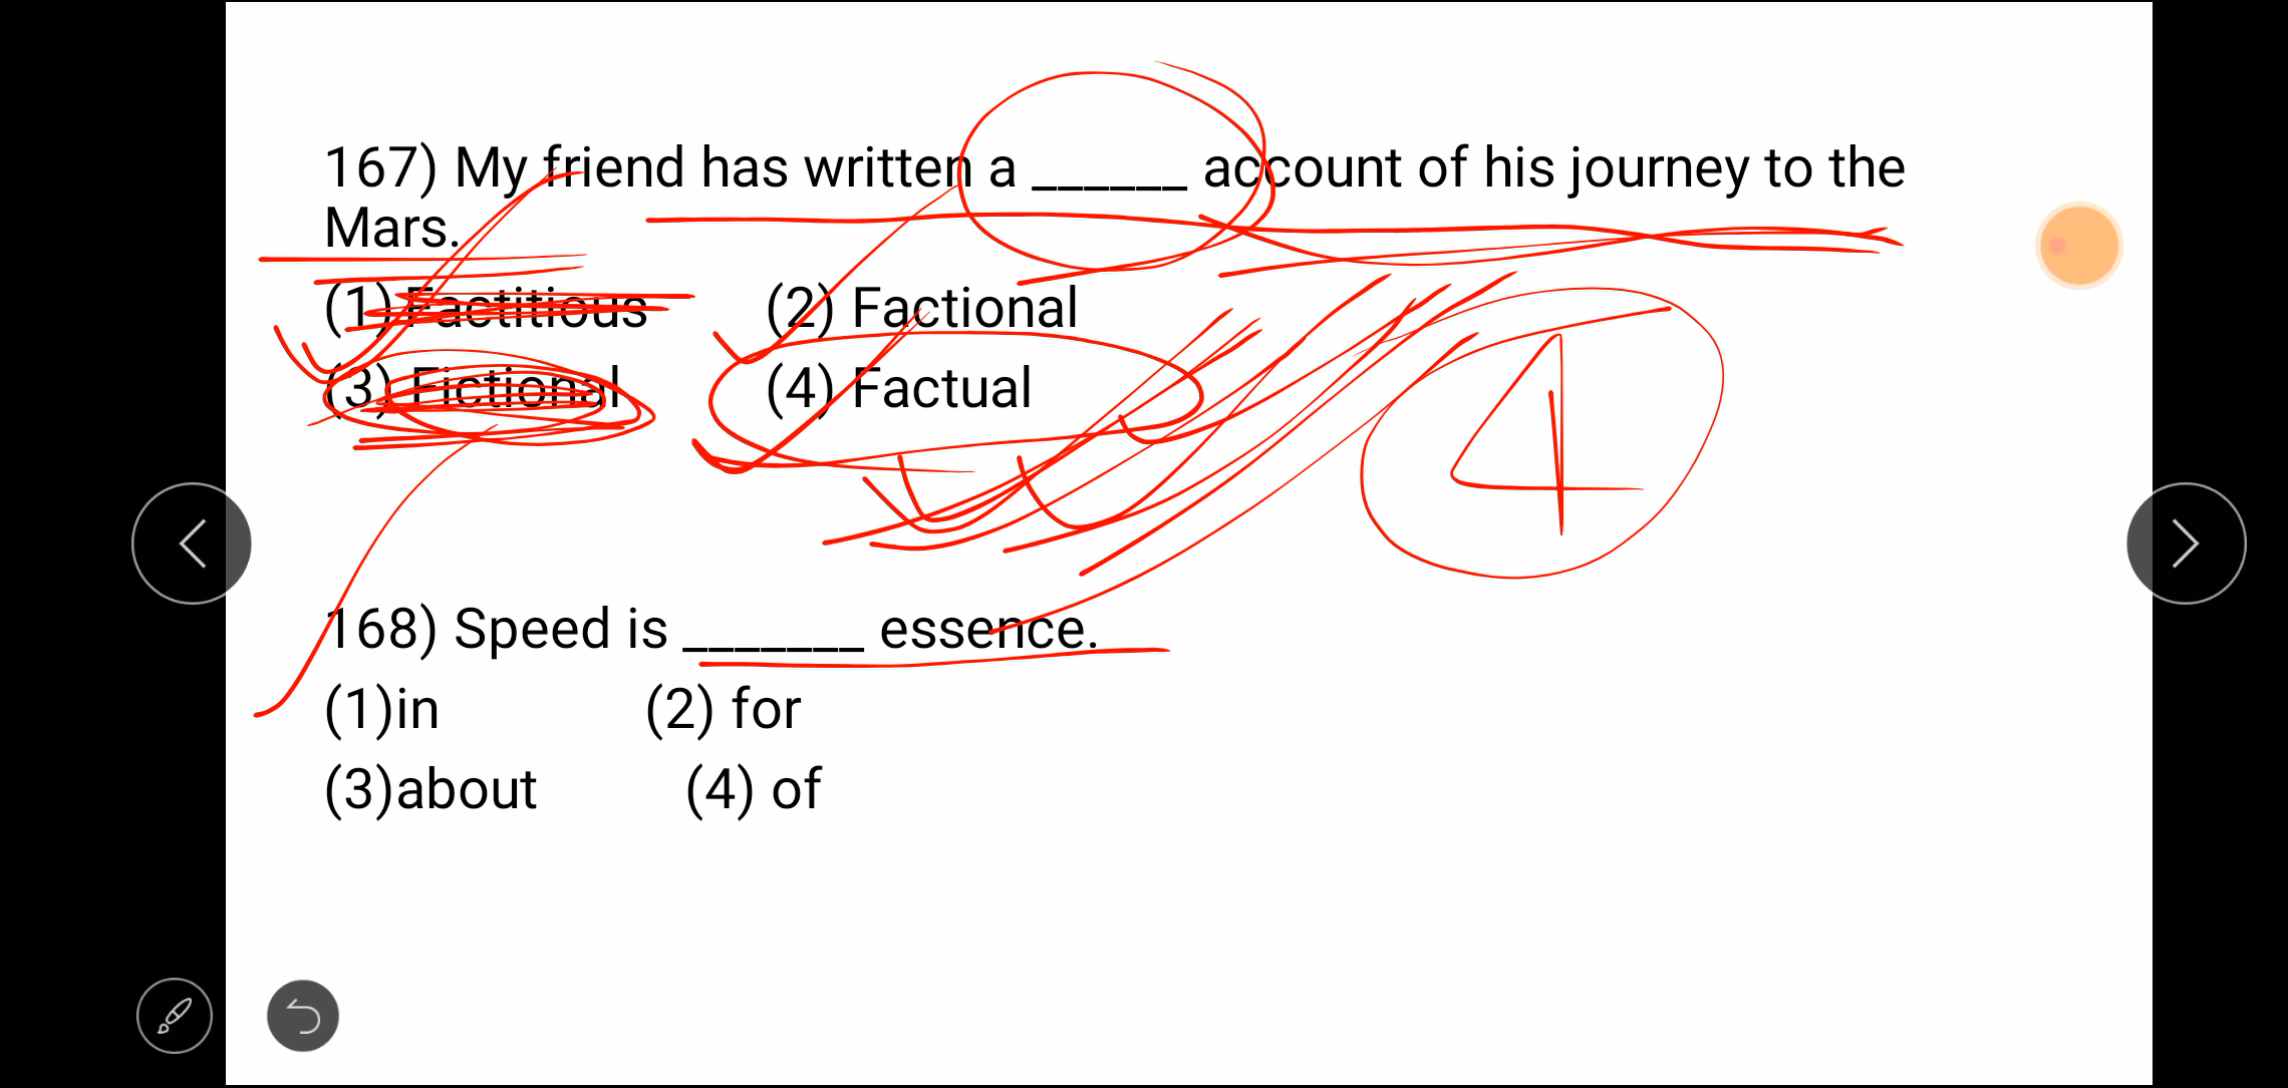 167) My friend has written a ______ account of his journey to the
Mars.
(1) Factitious (2) Factional
(3) Fictional (4) Factual
4
168) Speed is _______ essence.
(1)in (2) for
(3)about (4) of